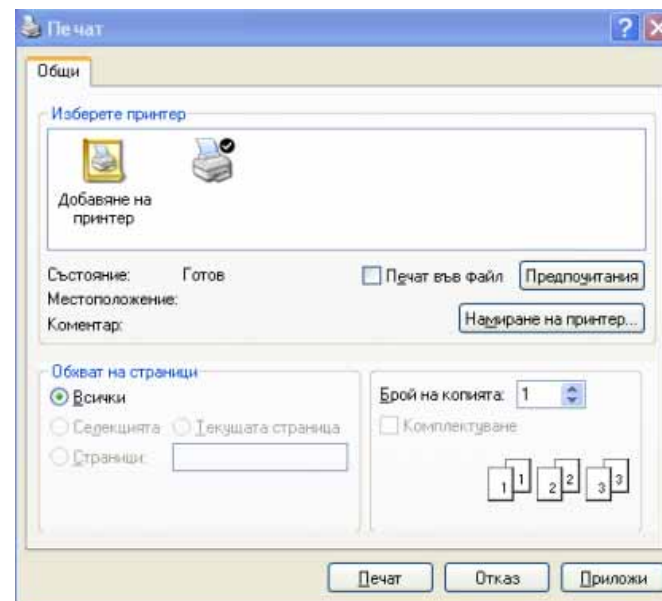 Печат
Общи
Изберете принтер
Добавяне на
принтер
Състояние: Готов
Печат във файл Предпочитания
Местоположение:
Коментар:
Намиране на принтер...
Обхват на страници
Всички
Селекцията Текущата страница
Страници:
Брой на копията: 1
Комплектуване
1 1 2 2 3 3
Печат Отказ Приложи